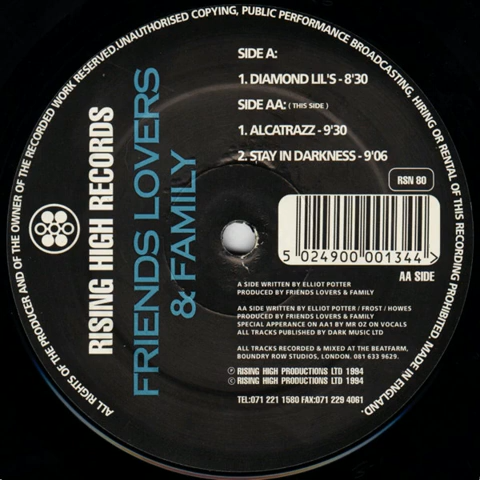 ALL RIGHTS OF THE PRODUCER AND OF THE OWNER OF THE RECORDED WORK RESERVED. UNAUTHORISED COPYING, PUBLIC PERFORMANCE BROADCASTING, HIRING OR RENTAL OF THIS RECORDING PROHIBITED. MADE IN ENGLAND.
RISING HIGH RECORDS
FRIENDS LOVERS
& FAMILY
SIDE A:
1. DIAMOND LIL'S - 8'30
SIDE AA: ( THIS SIDE )
1. ALCATRAZZ - 9'30
2. STAY IN DARKNESS - 9'06
RSN 80
5 024900 001344 >
AA SIDE
A SIDE WRITTEN BY ELLIOT POTTER
PRODUCED BY FRIENDS LOVERS & FAMILY
AA SIDE WRITTEN BY ELLIOT POTTER / FROST / HOWES
PRODUCED BY FRIENDS LOVERS & FAMILY
SPECIAL APPERANCE ON AA1 BY MR OZ ON VOCALS
ALL TRACKS PUBLISHED BY DARK MUSIC LTD
ALL TRACKS RECORDED & MIXED AT THE BEATFARM,
BOUNDRY ROW STUDIOS, LONDON. 081 633 9629.
Ⓟ RISING HIGH PRODUCTIONS LTD 1994
© RISING HIGH PRODUCTIONS LTD 1994
TEL:071 221 1580 FAX:071 229 4061